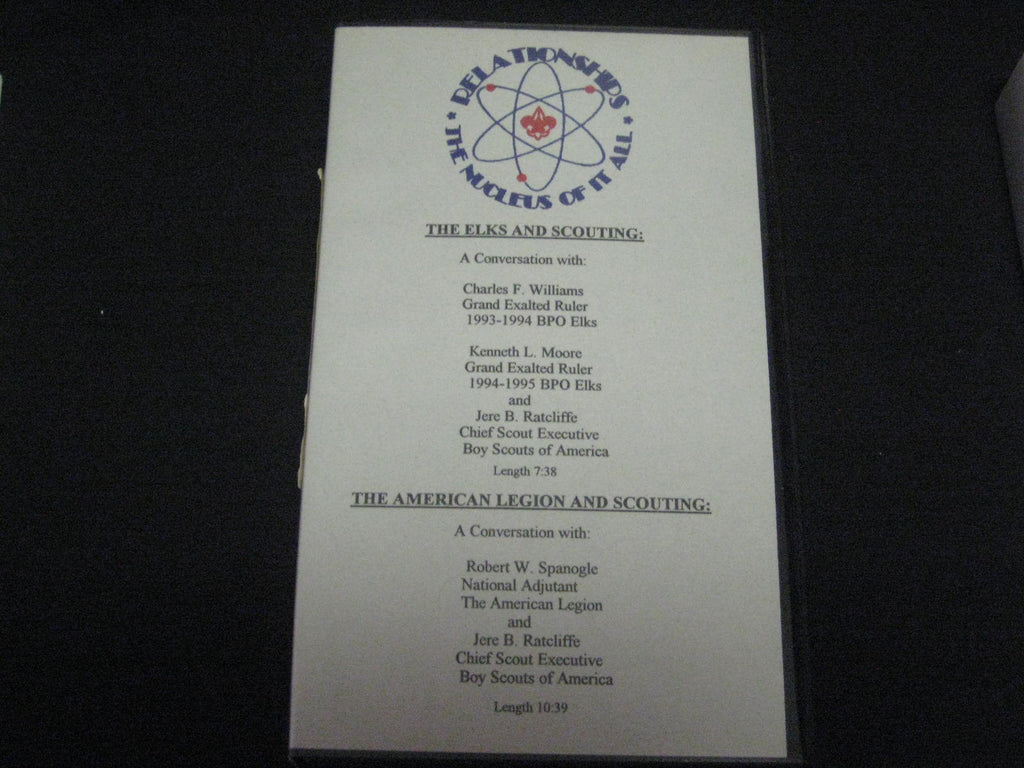 RELATIONSHIPS
* THE NUCLEUS OF IT ALL *
THE ELKS AND SCOUTING:
A Conversation with:
Charles F. Williams
Grand Exalted Ruler
1993-1994 BPO Elks
Kenneth L. Moore
Grand Exalted Ruler
1994-1995 BPO Elks
and
Jere B. Ratcliffe
Chief Scout Executive
Boy Scouts of America
Length 7:38
THE AMERICAN LEGION AND SCOUTING:
A Conversation with:
Robert W. Spanogle
National Adjutant
The American Legion
and
Jere B. Ratcliffe
Chief Scout Executive
Boy Scouts of America
Length 10:39